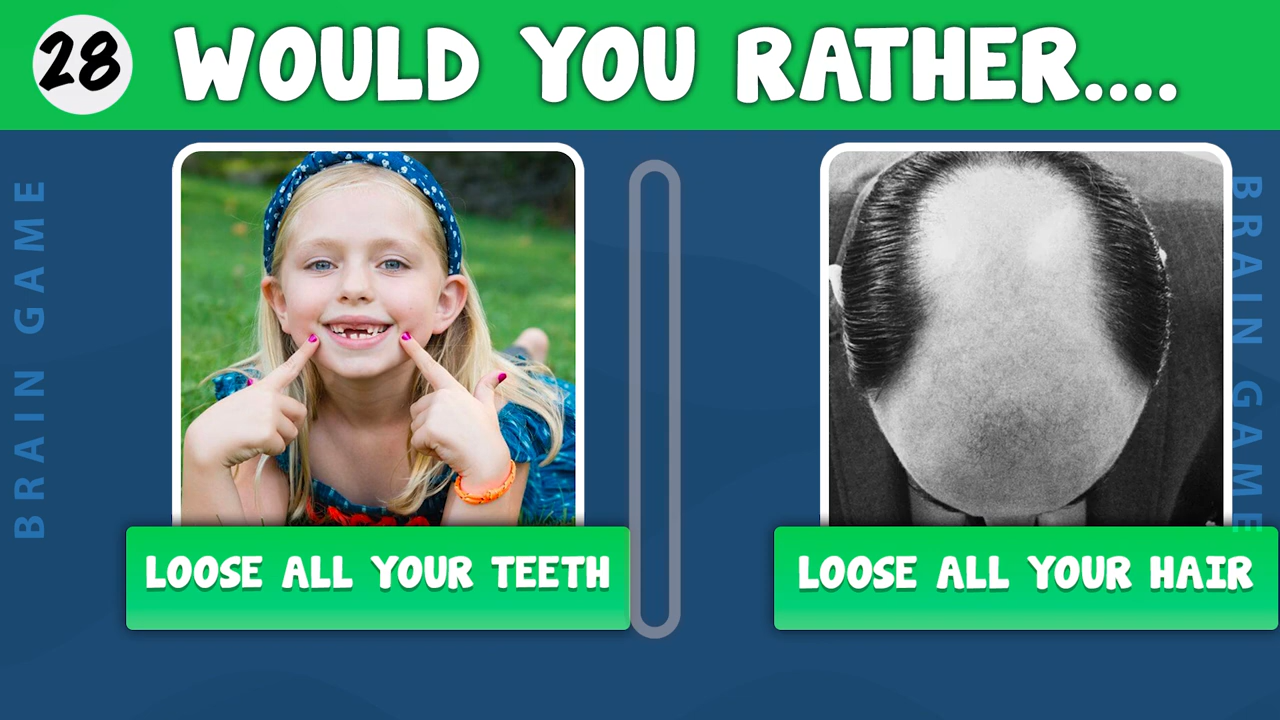 28
WOULD YOU RATHER....
BRAIN GAME
BRAIN GAME
LOOSE ALL YOUR TEETH
LOOSE ALL YOUR HAIR